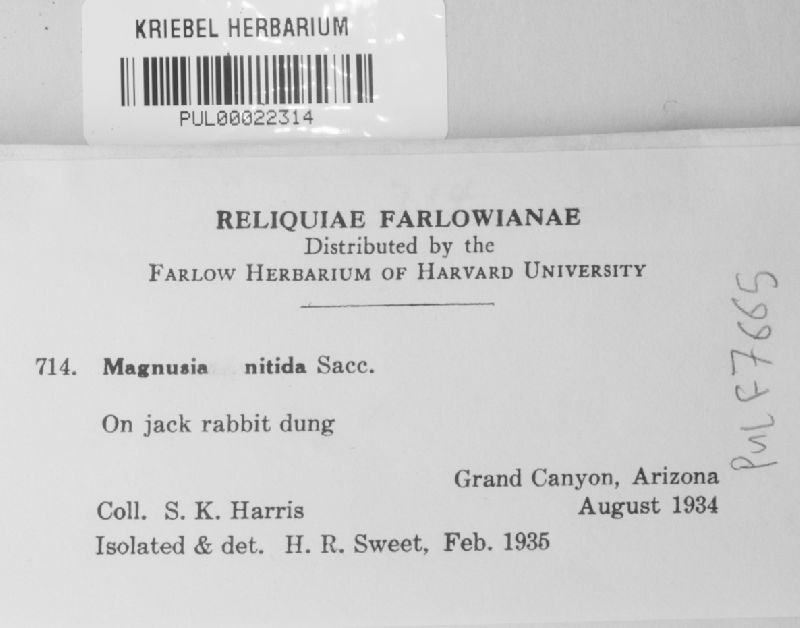 KRIEBEL HERBARIUM
PUL00022314
RELIQUIAE FARLOWIANAE
Distributed by the
FARLOW HERBARIUM OF HARVARD UNIVERSITY
714. Magnusia nitida Sacc.
On jack rabbit dung
Grand Canyon, Arizona
Coll. S. K. Harris August 1934
Isolated & det. H. R. Sweet, Feb. 1935
PUL F7665